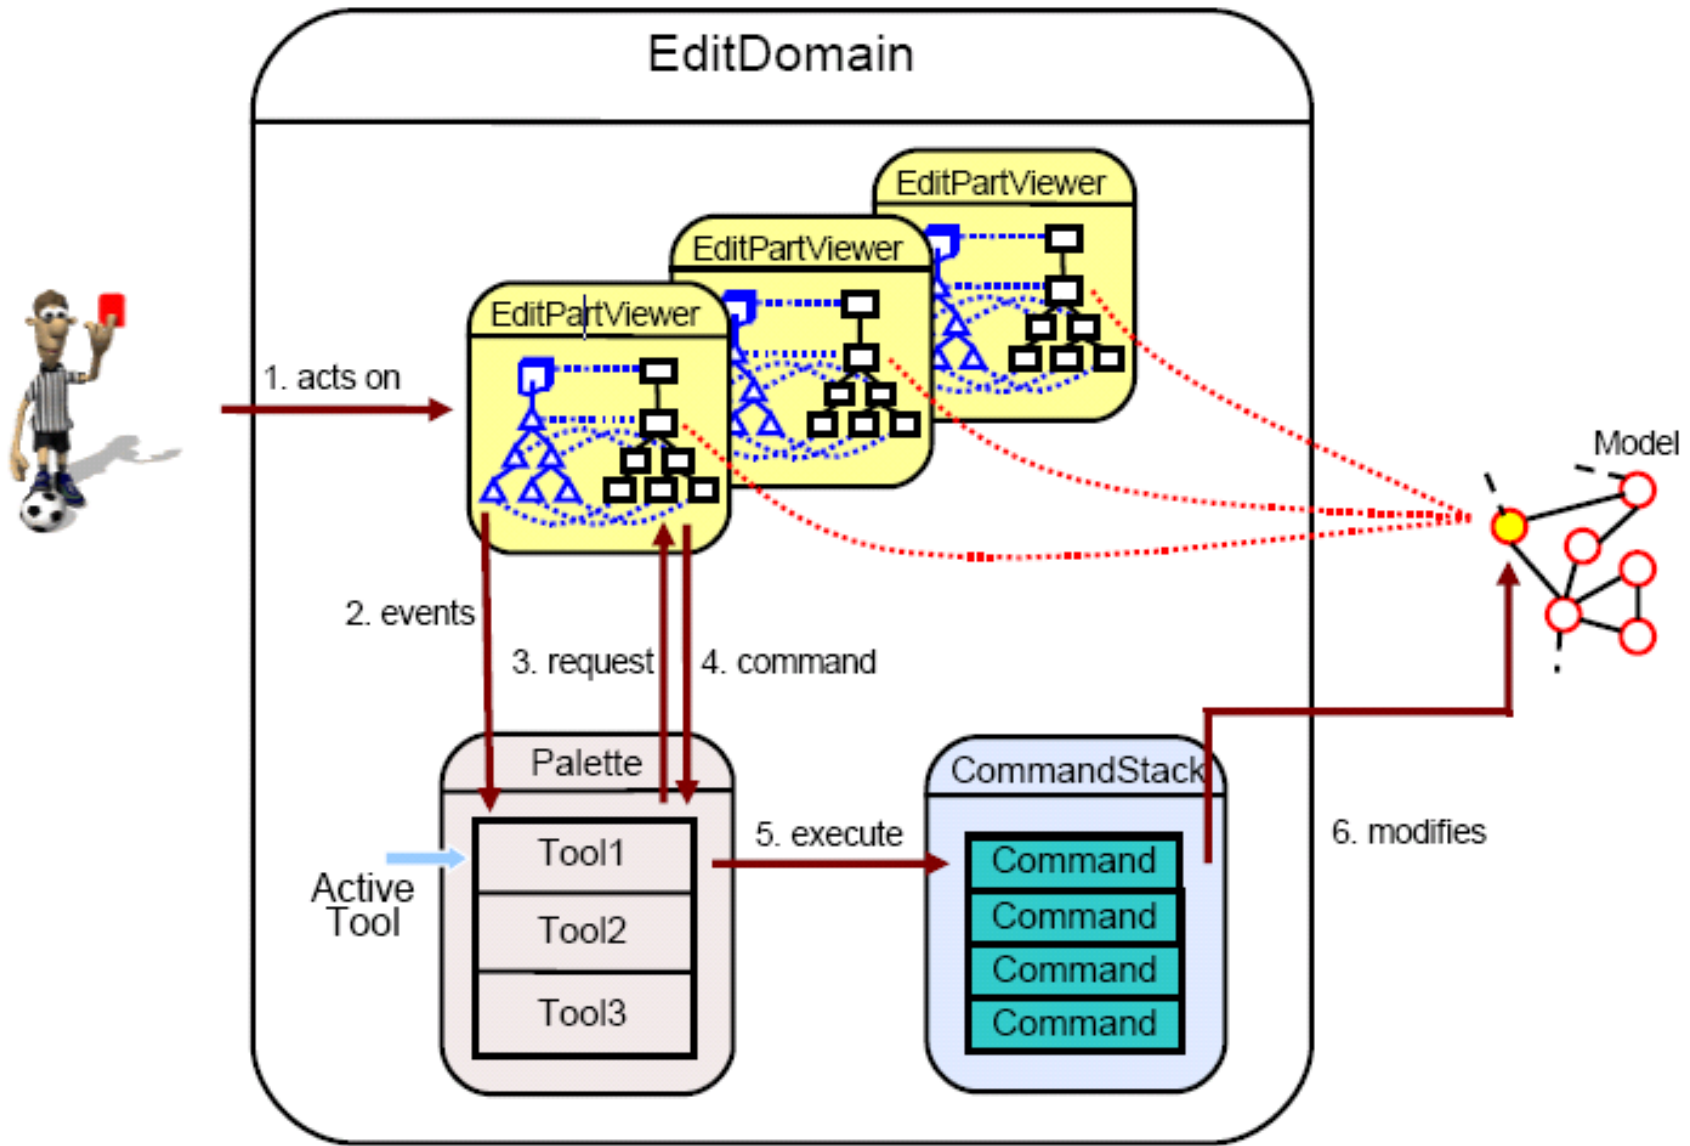 EditDomain
EditPartViewer
EditPartViewer
EditPartViewer
1. acts on
Model
2. events
3. request
4. command
Palette
CommandStack
5. execute
6. modifies
Active
Tool
Tool1
Tool2
Tool3
Command
Command
Command
Command